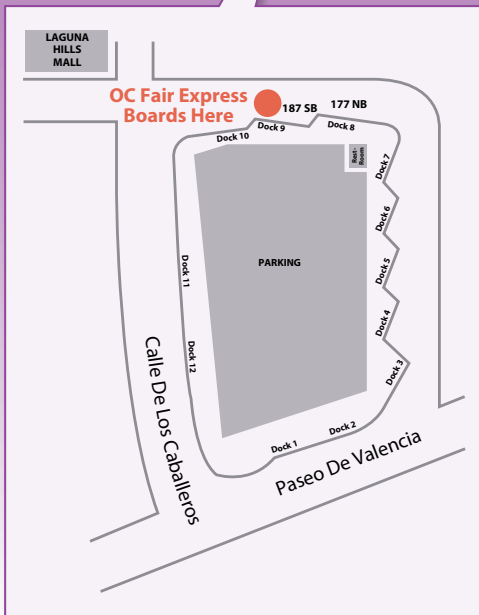 LAGUNA
HILLS
MALL
OC Fair Express
Boards Here
187 SB
177 NB
Dock 10
Dock 9
Dock 8
Rest-
Room
Dock 7
Dock 6
PARKING
Dock 5
Dock 11
Dock 4
Dock 12
Dock 3
Calle De Los Caballeros
Dock 1
Dock 2
Paseo De Valencia